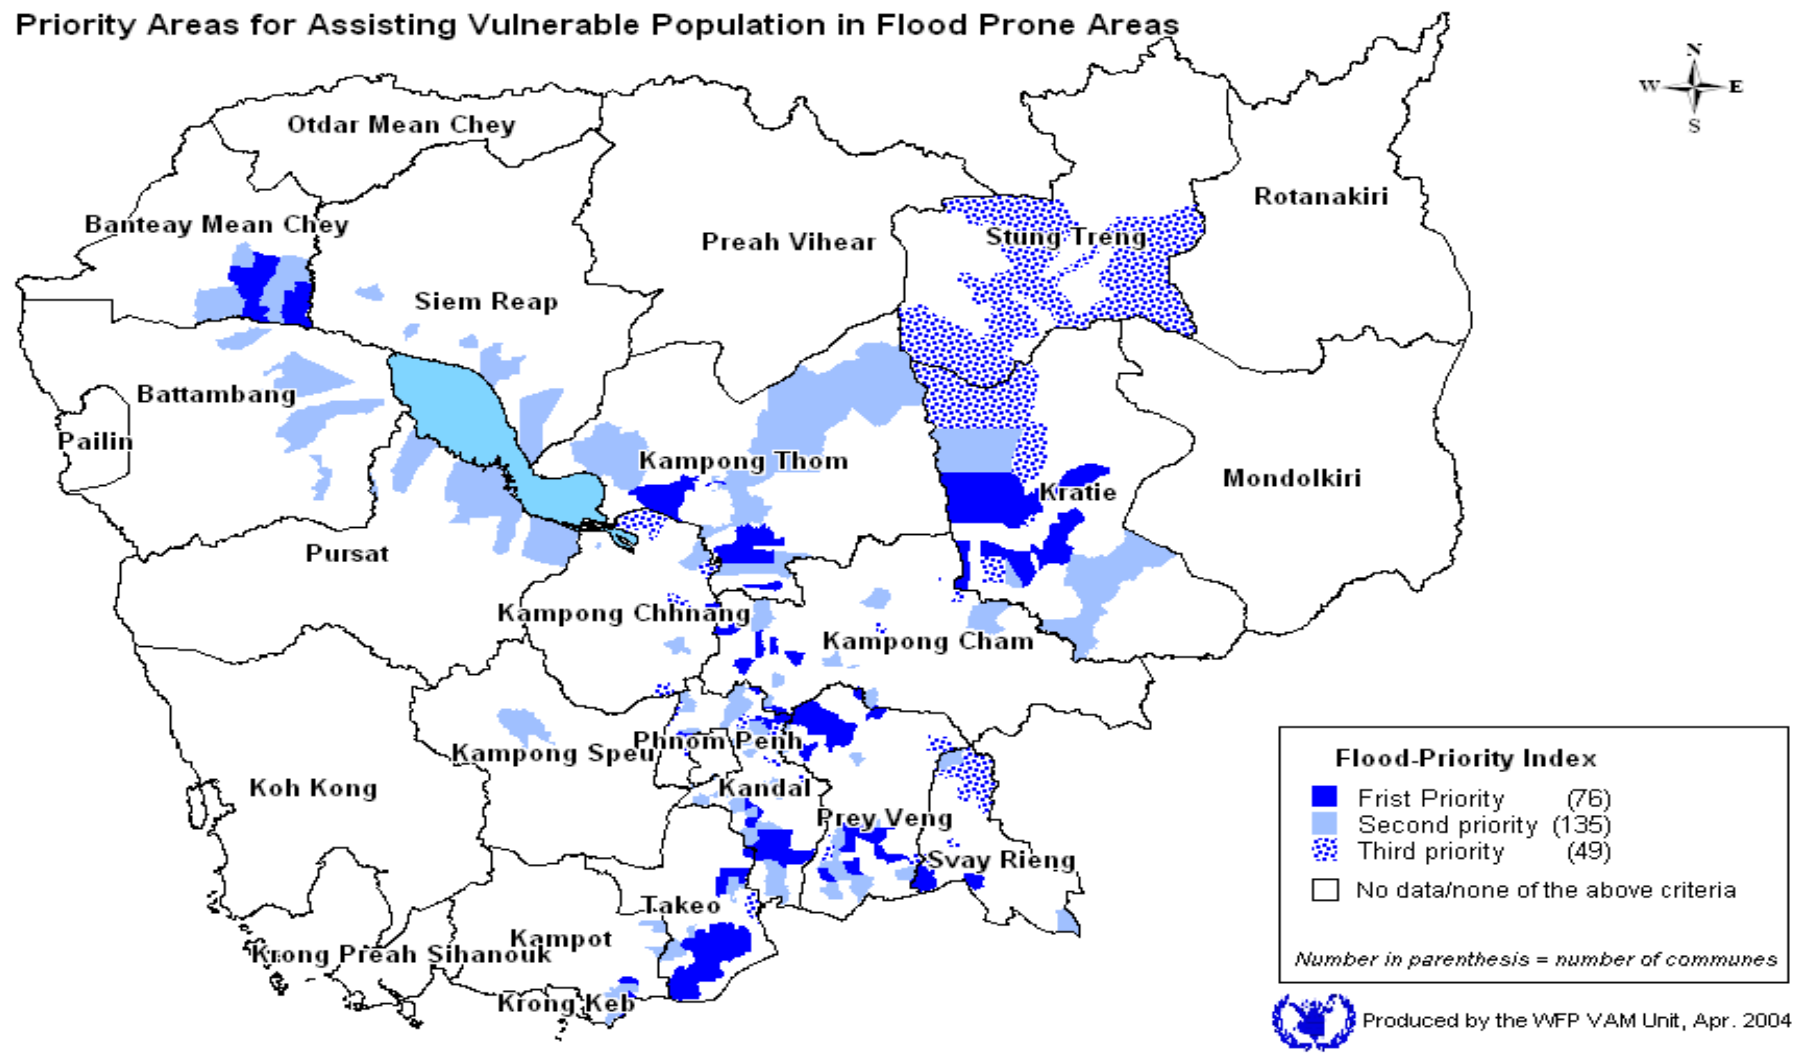 Priority Areas for Assisting Vulnerable Population in Flood Prone Areas
N
W E
S
Otdar Mean Chey
Rotanakiri
Banteay Mean Chey
Stung Treng
Preah Vihear
Siem Reap
Battambang
Pailin
Kampong Thom
Mondolkiri
Kratie
Pursat
Kampong Chhnang
Kampong Cham
Phnom Penh
Kampong Speu
Koh Kong
Kandal
Prey Veng
Svay Rieng
Takeo
Kampot
Krong Preah Sihanouk
Krong Keb
Flood-Priority Index
Frist Priority (76)
Second priority (135)
Third priority (49)
No data/none of the above criteria
Number in parenthesis = number of communes
Produced by the WFP VAM Unit, Apr. 2004